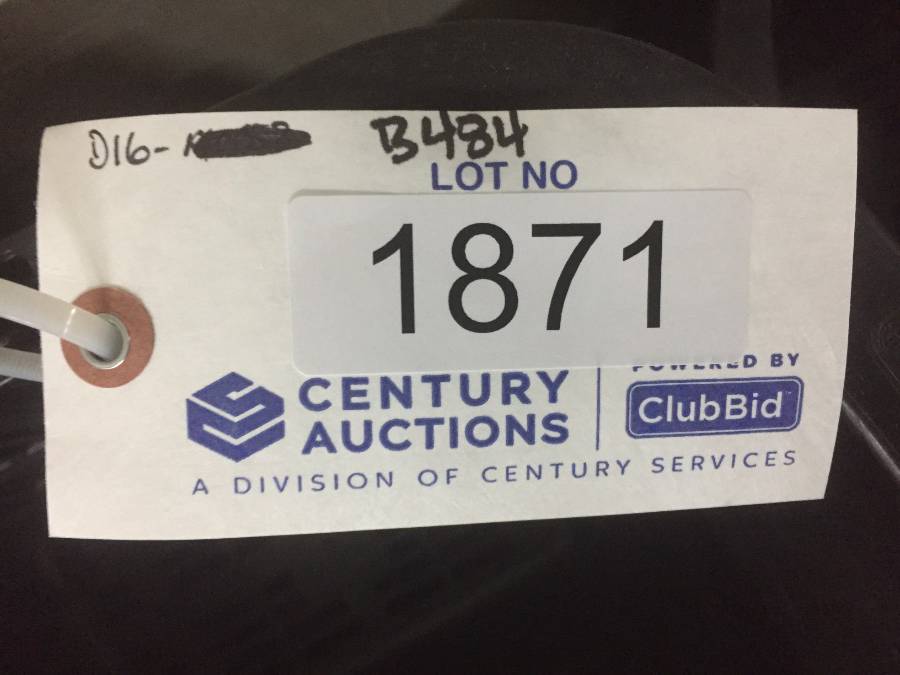 D16- B484
LOT NO
1871
CENTURY
AUCTIONS
POWERED BY
ClubBid
A DIVISION OF CENTURY SERVICES